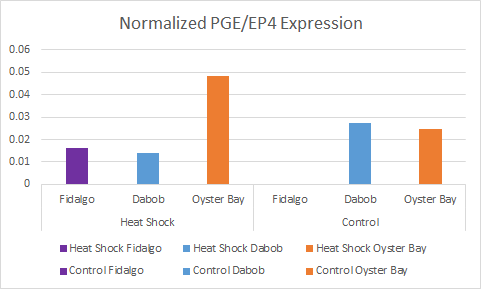 Normalized PGE/EP4 Expression
0.06
0.05
0.04
0.03
0.02
0.01
0
Fidalgo Dabob Oyster Bay Fidalgo Dabob Oyster Bay
Heat Shock Control
Heat Shock Fidalgo Heat Shock Dabob Heat Shock Oyster Bay
Control Fidalgo Control Dabob Control Oyster Bay